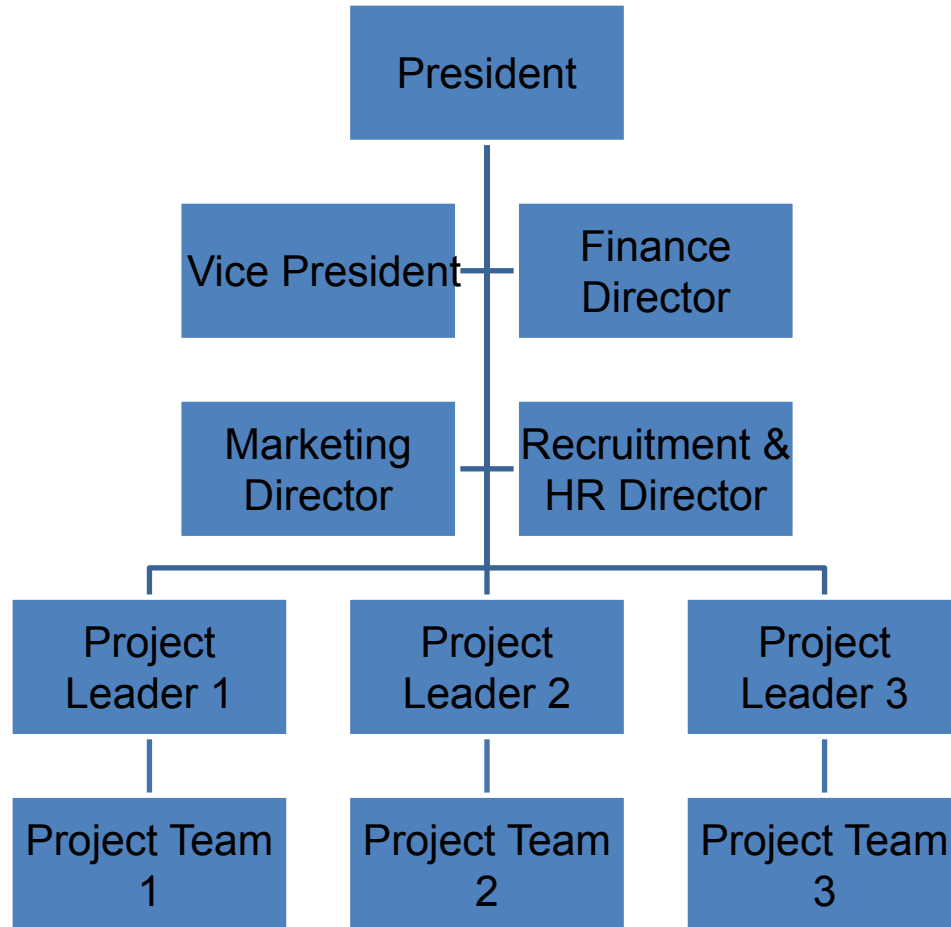 President
Vice President
Finance
Director
Marketing
Director
Recruitment &
HR Director
Project
Leader 1
Project
Leader 2
Project
Leader 3
Project Team
1
Project Team
2
Project Team
3